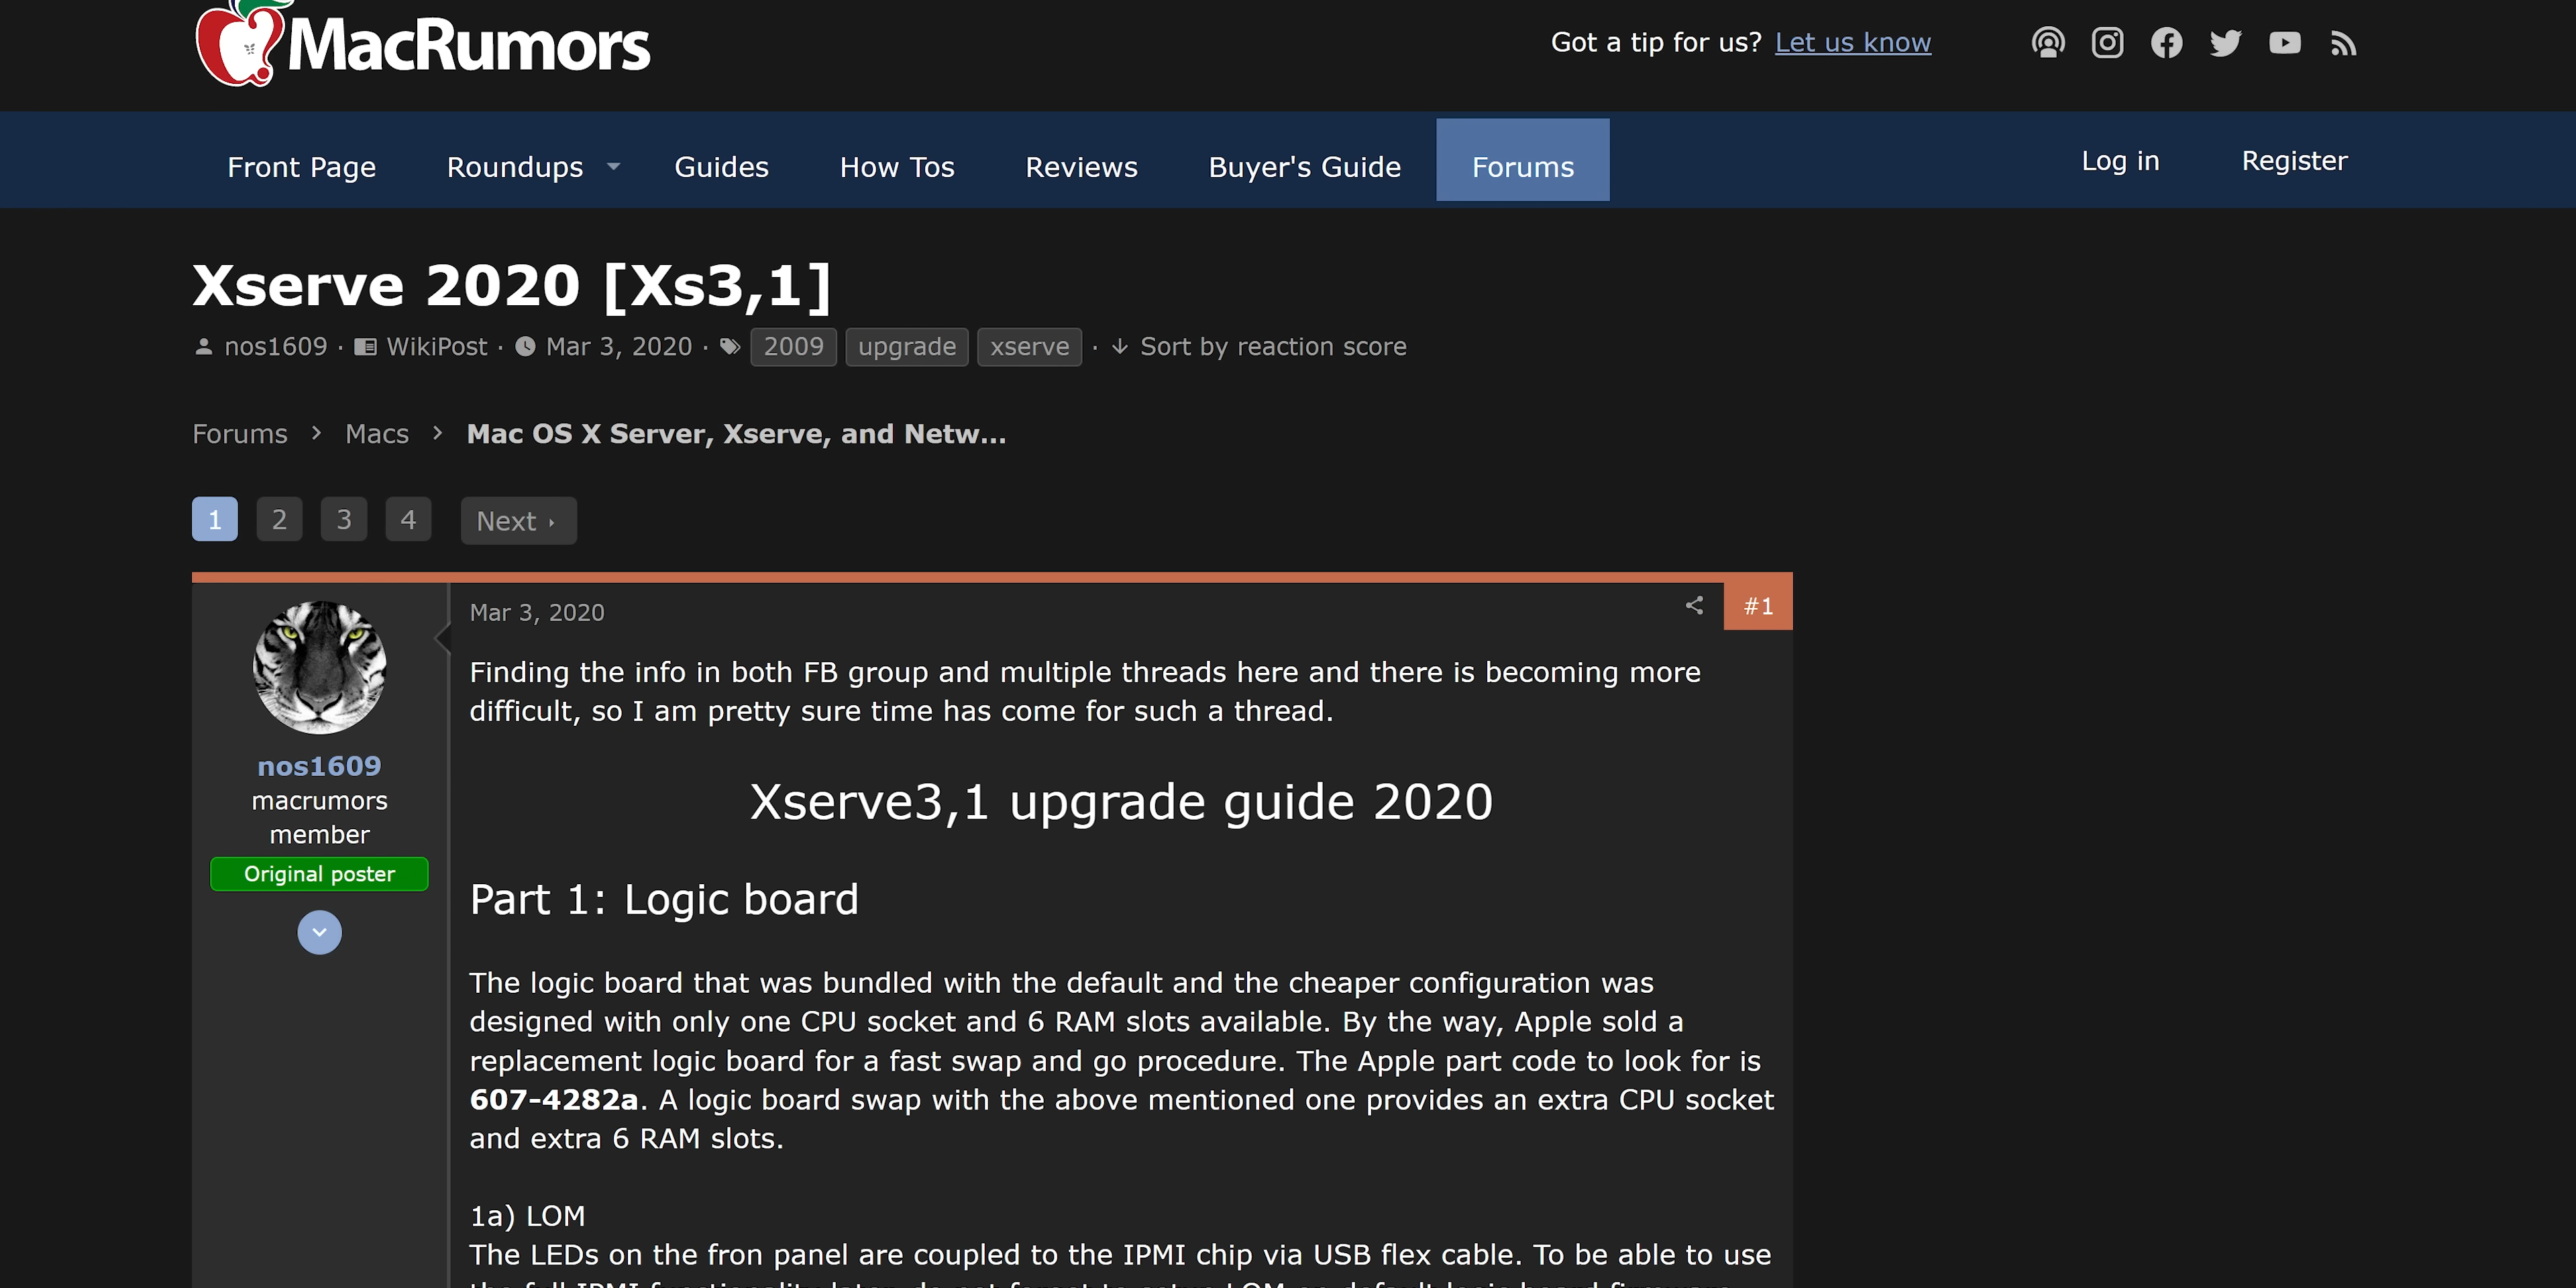 MacRumors
Got a tip for us? Let us know
Front Page Roundups Guides How Tos Reviews Buyer's Guide Forums Log in Register
Xserve 2020 [Xs3,1]
nos1609 · WikiPost · Mar 3, 2020 · 2009 upgrade xserve · Sort by reaction score
Forums Macs Mac OS X Server, Xserve, and Netw...
1 2 3 4 Next
Mar 3, 2020 #1
nos1609
macrumors
member
Original poster
Finding the info in both FB group and multiple threads here and there is becoming more
difficult, so I am pretty sure time has come for such a thread.
Xserve3,1 upgrade guide 2020
Part 1: Logic board
The logic board that was bundled with the default and the cheaper configuration was
designed with only one CPU socket and 6 RAM slots available. By the way, Apple sold a
replacement logic board for a fast swap and go procedure. The Apple part code to look for is
607-4282a. A logic board swap with the above mentioned one provides an extra CPU socket
and extra 6 RAM slots.
1a) LOM
The LEDs on the fron panel are coupled to the IPMI chip via USB flex cable. To be able to use